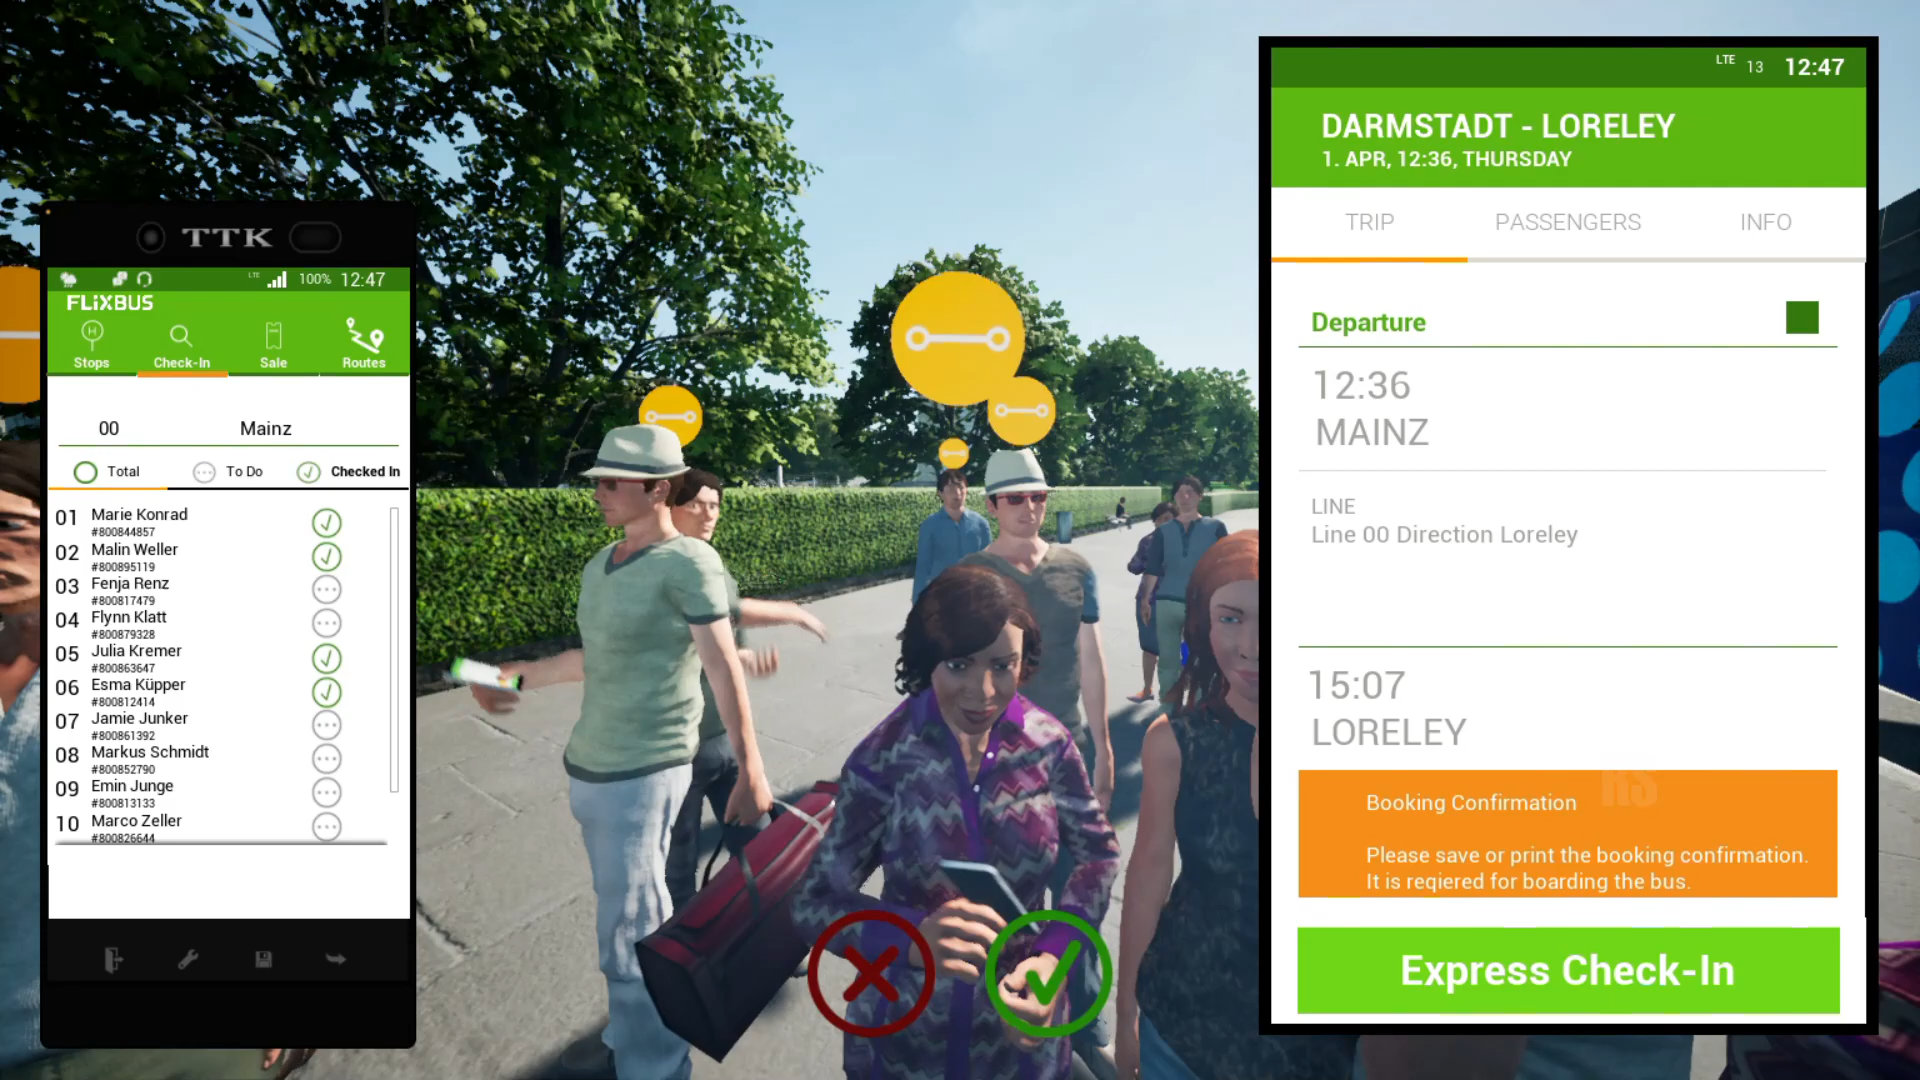 TTK
LTE 100% 12:47
FLiXBUS
Stops Check-In Sale Routes
00 Mainz
Total To Do Checked In
01 Marie Konrad
#800844857
02 Malin Weller
#800895119
03 Fenja Renz
#800817479
04 Flynn Klatt
#800879328
05 Julia Kremer
#800863647
06 Esma Küpper
#800812414
07 Jamie Junker
#800861392
08 Markus Schmidt
#800852790
09 Emin Junge
#800813133
10 Marco Zeller
#800826644
LTE 13 12:47
DARMSTADT - LORELEY
1. APR, 12:36, THURSDAY
TRIP PASSENGERS INFO
Departure
12:36
MAINZ
LINE
Line 00 Direction Loreley
15:07
LORELEY
RS
Booking Confirmation
Please save or print the booking confirmation.
It is reqiered for boarding the bus.
Express Check-In